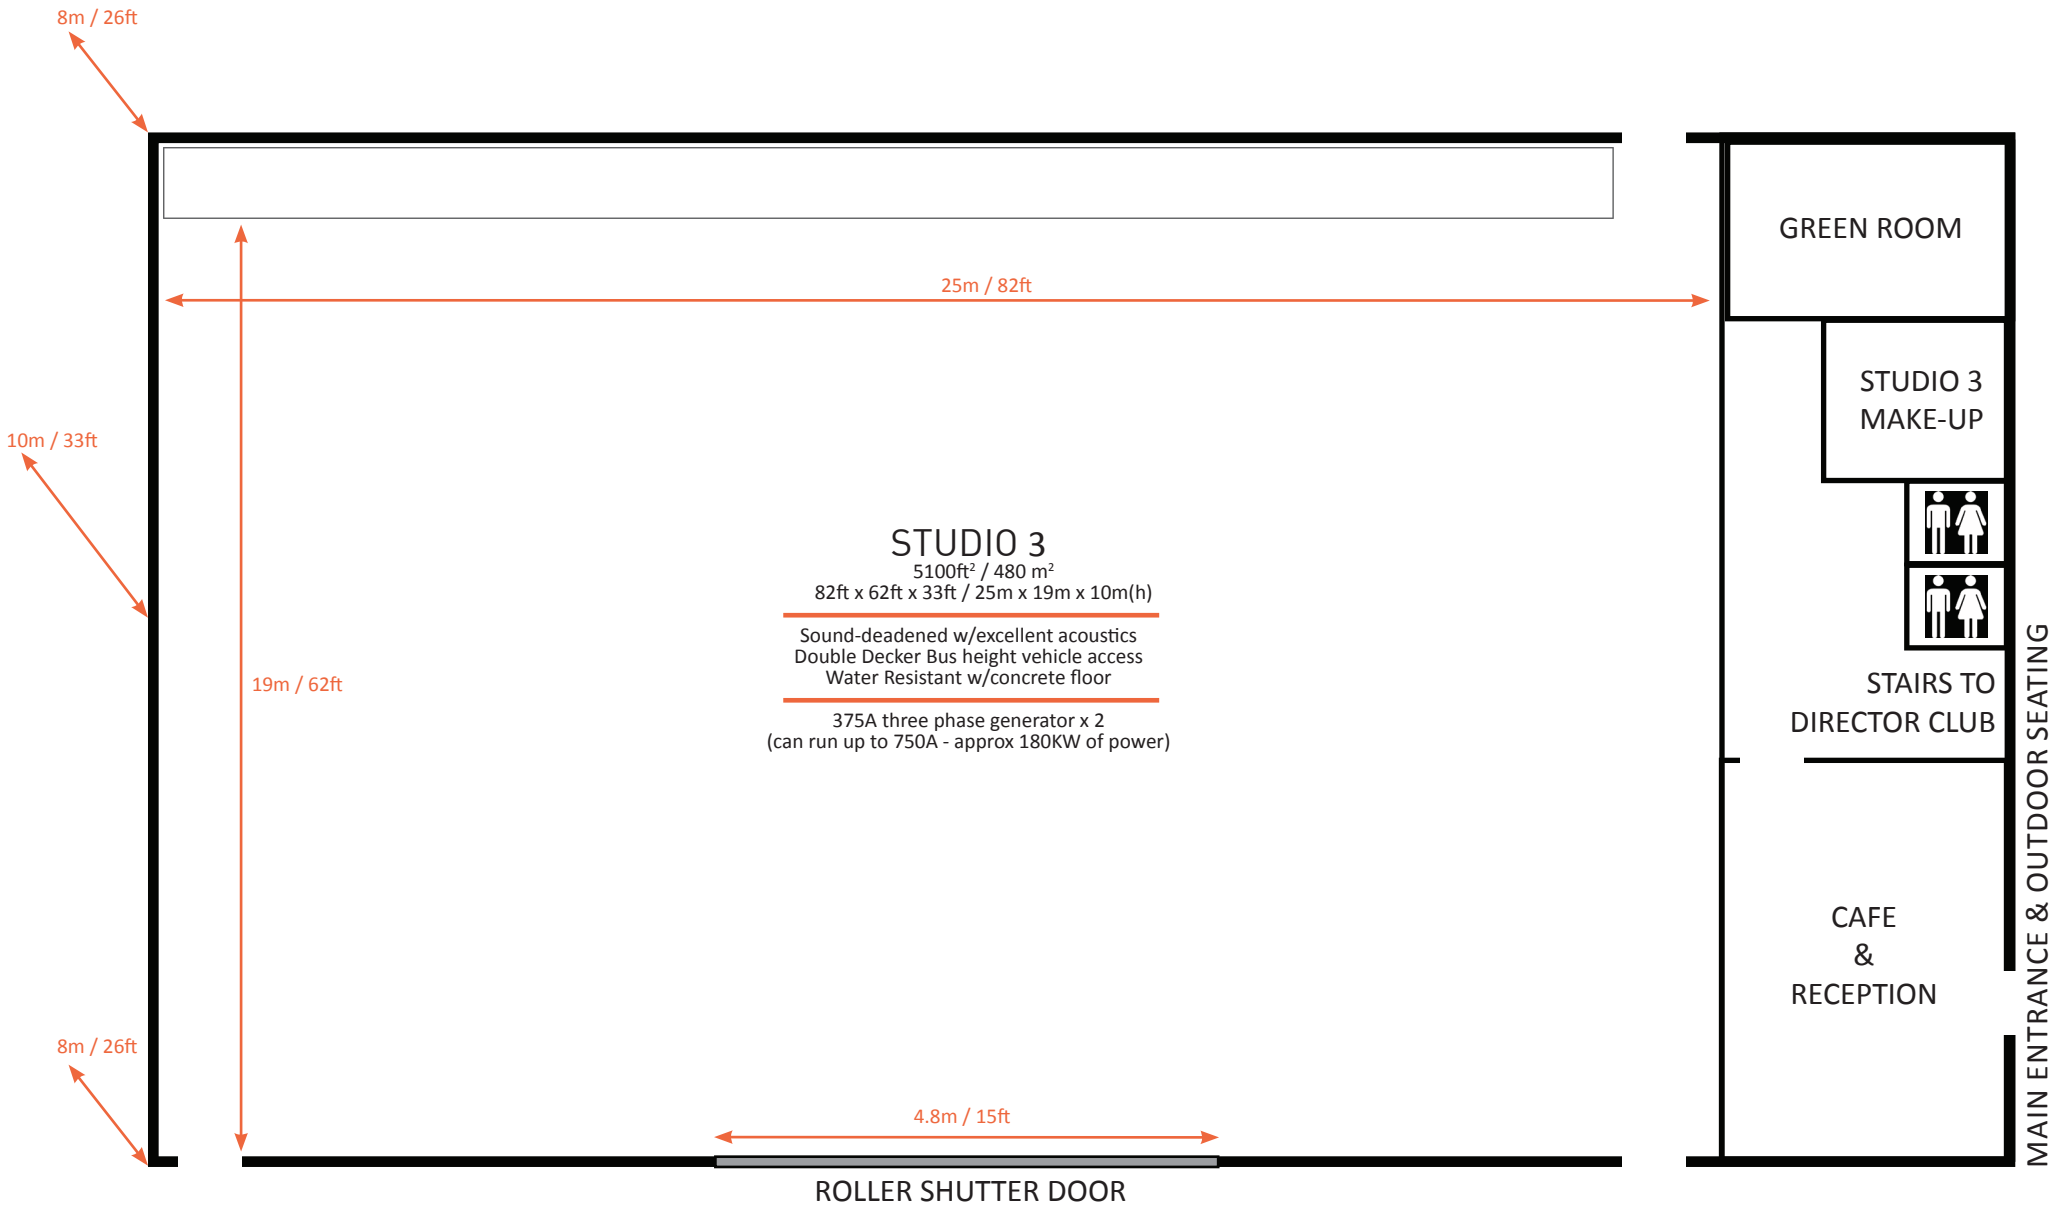 8m / 26ft
GREEN ROOM
25m / 82ft
STUDIO 3
MAKE-UP
10m / 33ft
STUDIO 3
5100ft² / 480 m²
82ft x 62ft x 33ft / 25m x 19m x 10m(h)
Sound-deadened w/excellent acoustics
Double Decker Bus height vehicle access
Water Resistant w/concrete floor
375A three phase generator x 2
(can run up to 750A - approx 180KW of power)
19m / 62ft
STAIRS TO
DIRECTOR CLUB
MAIN ENTRANCE & OUTDOOR SEATING
CAFE
&
RECEPTION
8m / 26ft
4.8m / 15ft
ROLLER SHUTTER DOOR